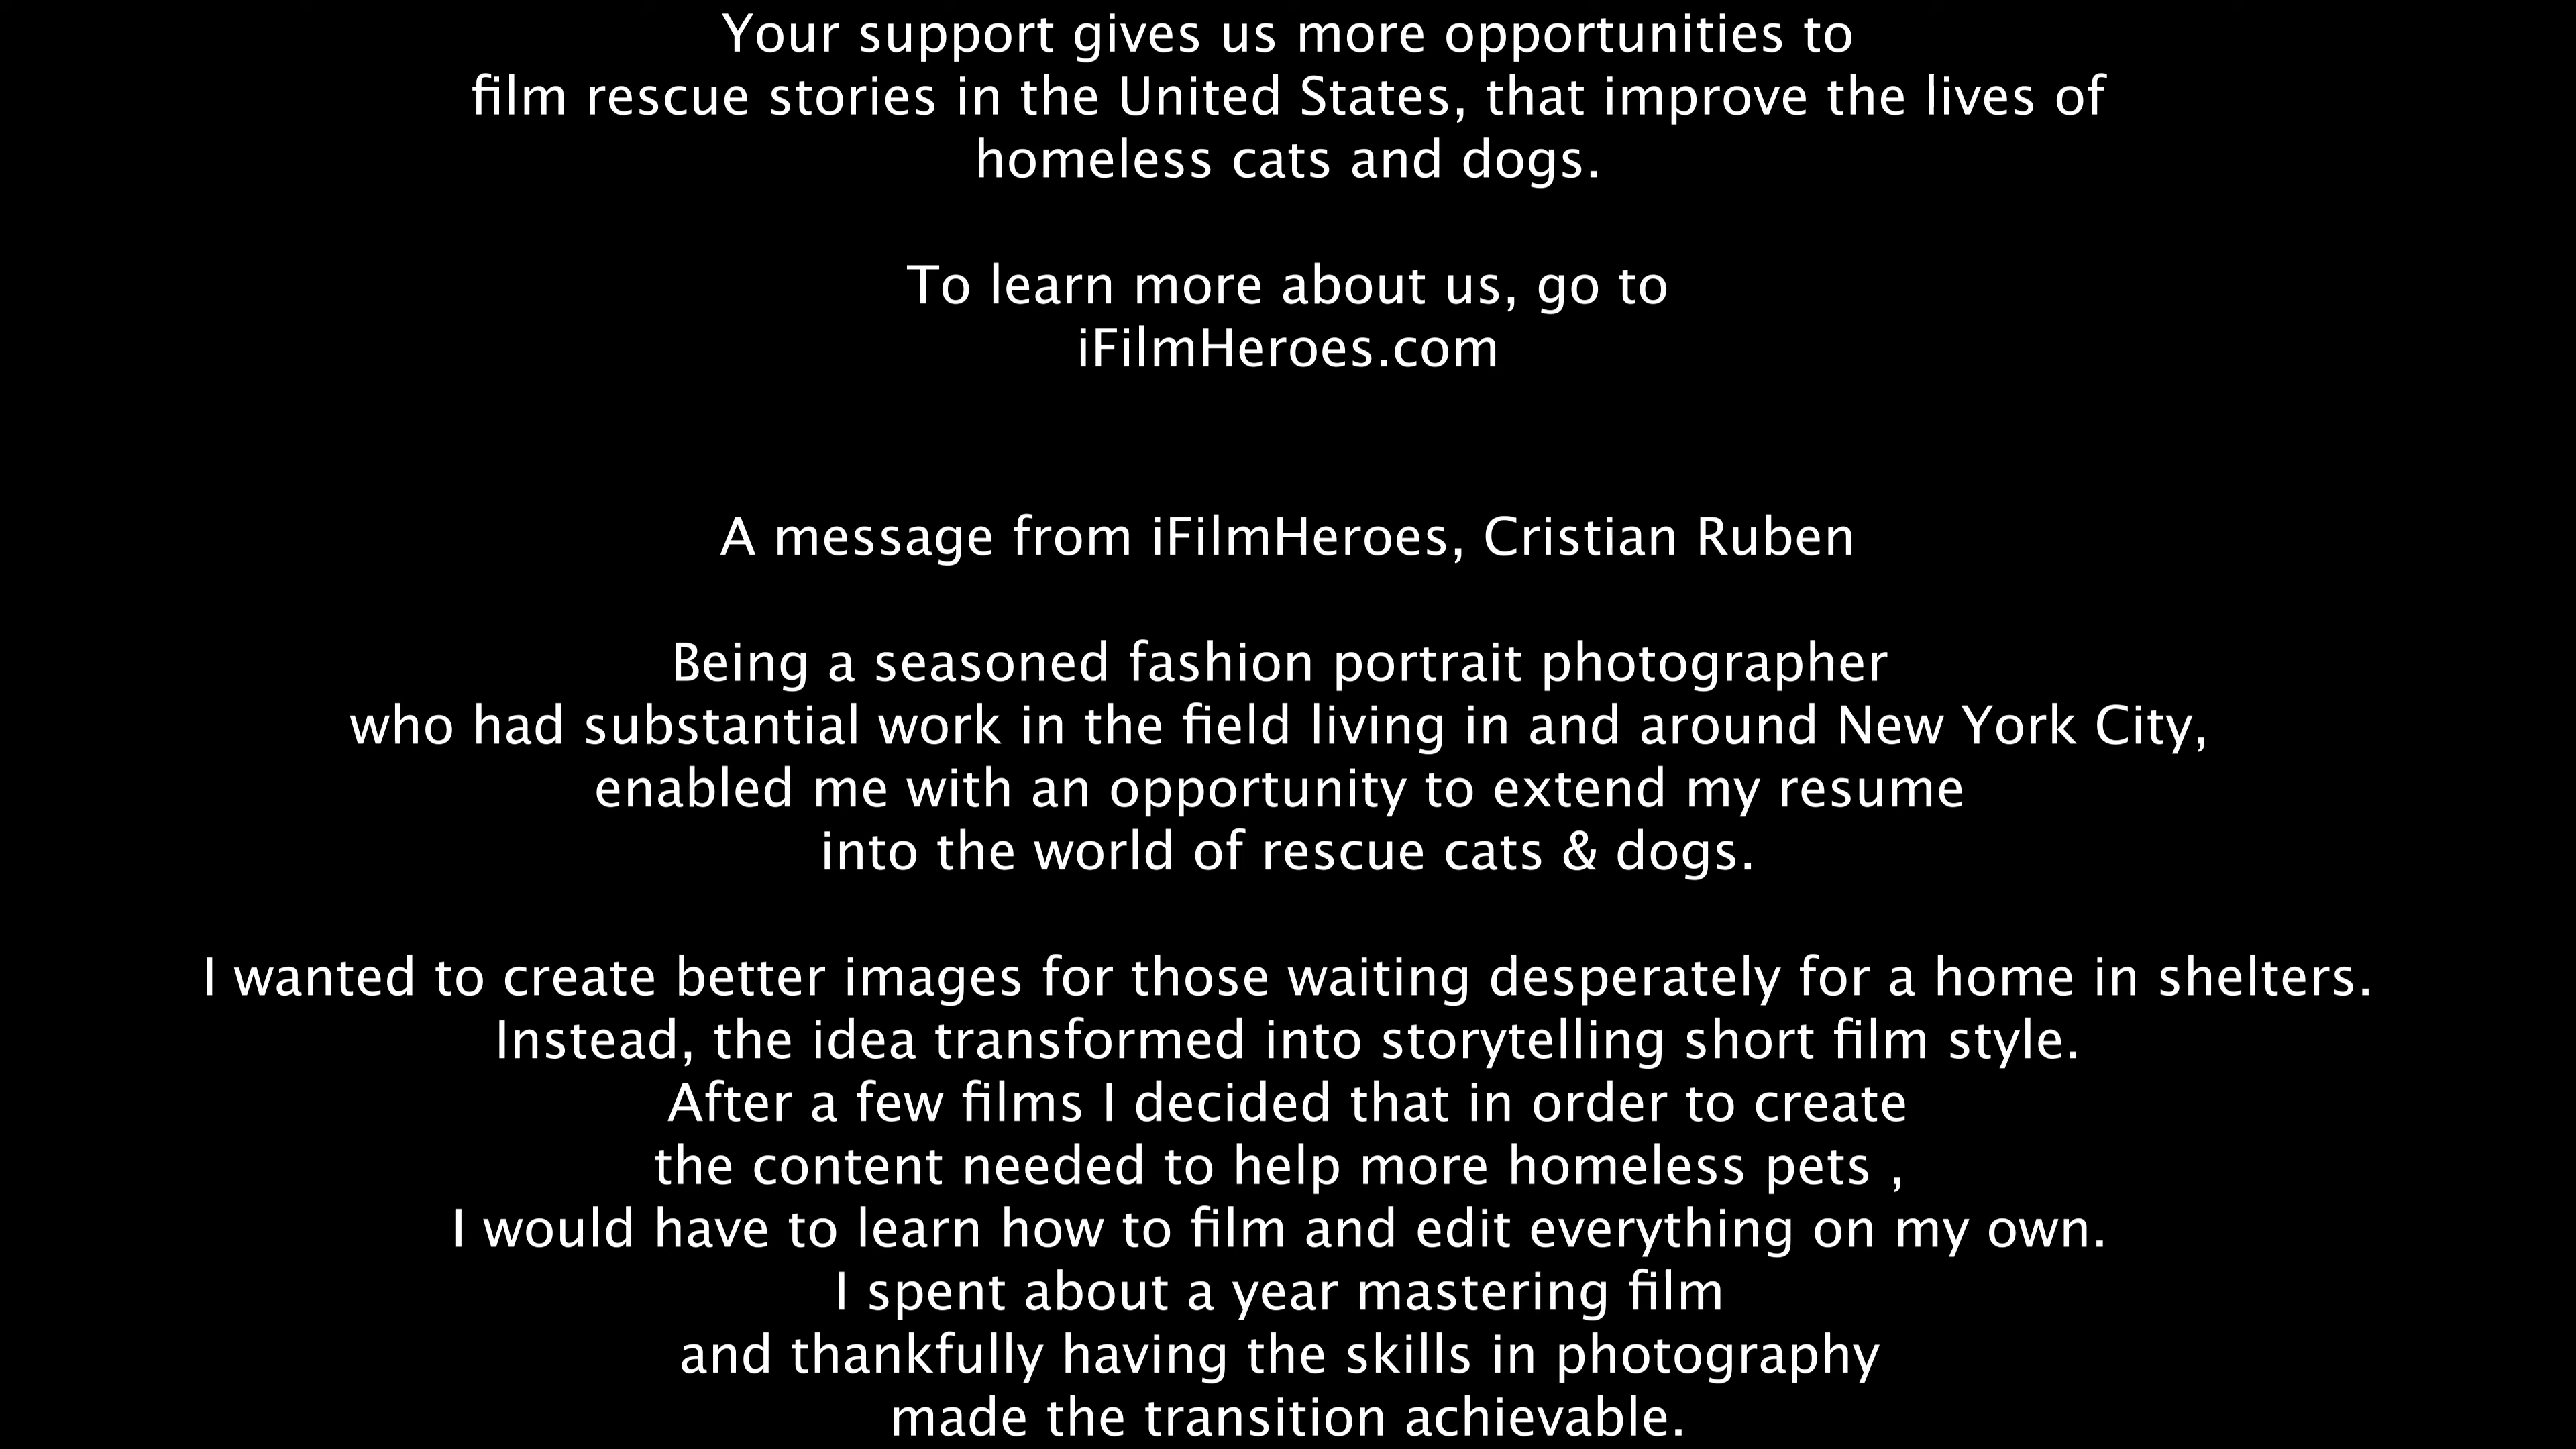 Your support gives us more opportunities to
film rescue stories in the United States, that improve the lives of
homeless cats and dogs.
To learn more about us, go to
iFilmHeroes.com
A message from iFilmHeroes, Cristian Ruben
Being a seasoned fashion portrait photographer
who had substantial work in the field living in and around New York City,
enabled me with an opportunity to extend my resume
into the world of rescue cats & dogs.
I wanted to create better images for those waiting desperately for a home in shelters.
Instead, the idea transformed into storytelling short film style.
After a few films I decided that in order to create
the content needed to help more homeless pets ,
I would have to learn how to film and edit everything on my own.
I spent about a year mastering film
and thankfully having the skills in photography
made the transition achievable.